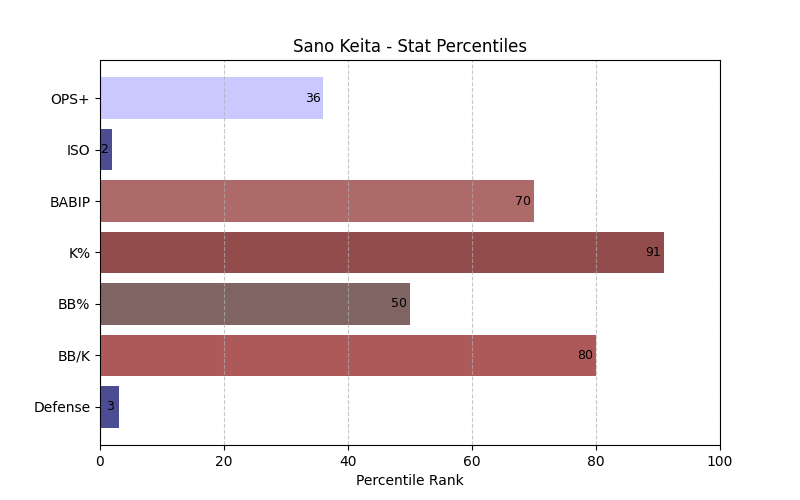 Sano Keita - Stat Percentiles
OPS+ 36
ISO 2
BABIP 70
K% 91
BB% 50
BB/K 80
Defense 3
0 20 40 60 80 100
Percentile Rank